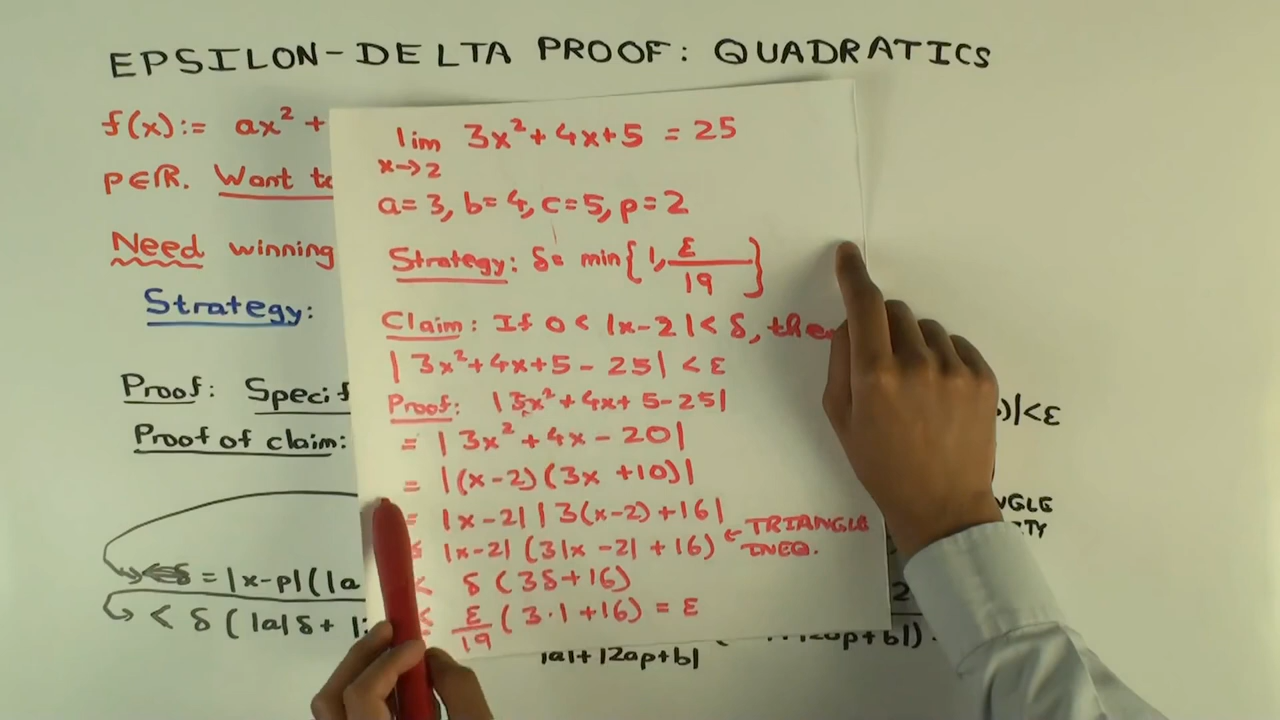 EPSILON-DELTA PROOF: QUADRATICS
f(x):= ax² +
p∈ℝ. Want to
Need winning
Strategy:
Proof: Specif
Proof of claim:
= |x-p|(|a
< δ(|a|δ+ |
|a|+|2ap+b|
)|<ε
lim 3x²+4x+5 = 25
x→2
a=3, b=4, c=5, p=2
Strategy: δ= min{1, ε/19}
Claim: If 0<|x-2|<δ, then
|3x²+4x+5-25|<ε
Proof: |3x²+4x+5-25|
= |3x²+4x-20|
= |(x-2)(3x+10)|
= |x-2||3(x-2)+16|
≤ |x-2|(3|x-2|+16) ← TRIANGLE INEQ.
< δ(3δ+16)
≤ ε/19 (3·1+16) = ε